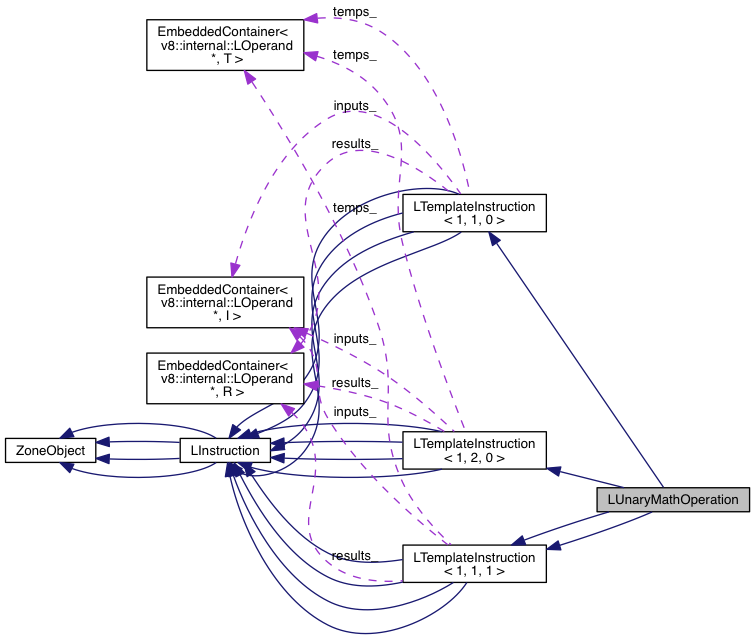 temps_
EmbeddedContainer<
v8::internal::LOperand
*, T >
temps_
inputs_
results_
temps_
LTemplateInstruction
< 1, 1, 0 >
EmbeddedContainer<
v8::internal::LOperand
*, I >
inputs_
EmbeddedContainer<
v8::internal::LOperand
*, R >
results_
inputs_
ZoneObject
LInstruction
LTemplateInstruction
< 1, 2, 0 >
LUnaryMathOperation
results_
LTemplateInstruction
< 1, 1, 1 >